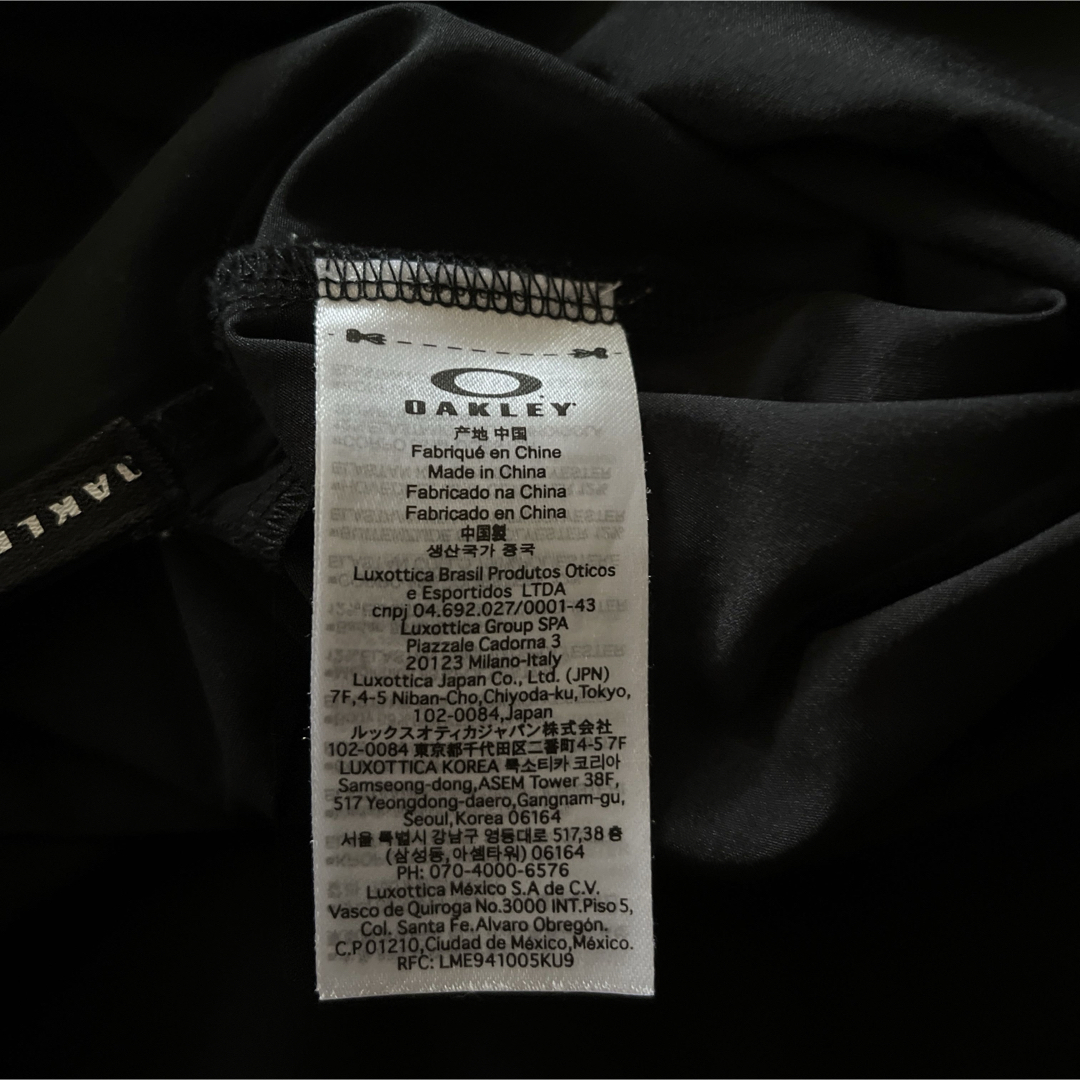 OAKLEY
产地 中国
Fabriqué en Chine
Made in China
Fabricado na China
Fabricado en China
中国製
생산국가 중국
Luxottica Brasil Produtos Oticos
e Esportidos LTDA
cnpj 04.692.027/0001-43
Luxottica Group SPA
Piazzale Cadorna 3
20123 Milano-Italy
Luxottica Japan Co., Ltd. (JPN)
7F,4-5 Niban-Cho,Chiyoda-ku,Tokyo,
102-0084,Japan
ルックスオティカジャパン株式会社
102-0084 東京都千代田区二番町4-5 7F
LUXOTTICA KOREA 룩소티카 코리아
Samseong-dong,ASEM Tower 38F,
517 Yeongdong-daero,Gangnam-gu,
Seoul,Korea 06164
서울 특별시 강남구 영동대로 517,38 층
(삼성동,아셈타워) 06164
PH: 070-4000-6576
Luxottica México S.A de C.V.
Vasco de Quiroga No.3000 INT.Piso 5,
Col. Santa Fe.Alvaro Obregón.
C.P 01210,Ciudad de México,México.
RFC: LME941005KU9